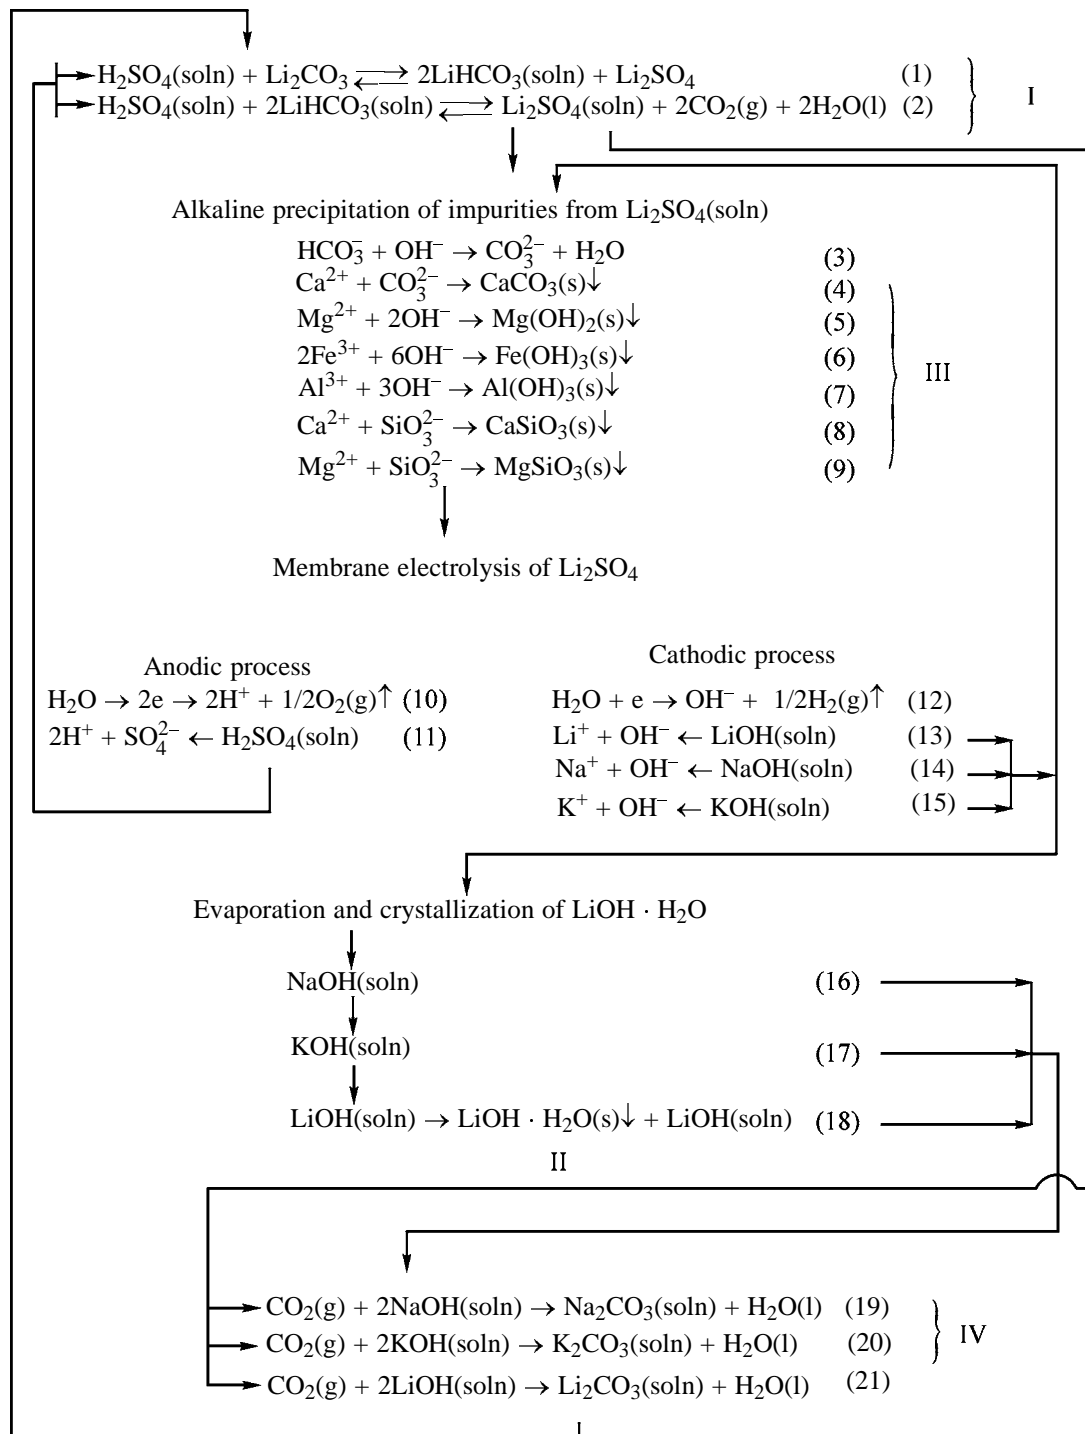 H₂SO₄(soln) + Li₂CO₃ ⇌ 2LiHCO₃(soln) + Li₂SO₄ (1)
H₂SO₄(soln) + 2LiHCO₃(soln) ⇌ Li₂SO₄(soln) + 2CO₂(g) + 2H₂O(l) (2)
I
Alkaline precipitation of impurities from Li₂SO₄(soln)
HCO₃⁻ + OH⁻ → CO₃²⁻ + H₂O (3)
Ca²⁺ + CO₃²⁻ → CaCO₃(s)↓ (4)
Mg²⁺ + 2OH⁻ → Mg(OH)₂(s)↓ (5)
2Fe³⁺ + 6OH⁻ → Fe(OH)₃(s)↓ (6)
III
Al³⁺ + 3OH⁻ → Al(OH)₃(s)↓ (7)
Ca²⁺ + SiO₃²⁻ → CaSiO₃(s)↓ (8)
Mg²⁺ + SiO₃²⁻ → MgSiO₃(s)↓ (9)
Membrane electrolysis of Li₂SO₄
Anodic process
H₂O → 2e → 2H⁺ + 1/2O₂(g)↑ (10)
2H⁺ + SO₄²⁻ ← H₂SO₄(soln) (11)
Cathodic process
H₂O + e → OH⁻ + 1/2H₂(g)↑ (12)
Li⁺ + OH⁻ ← LiOH(soln) (13)
Na⁺ + OH⁻ ← NaOH(soln) (14)
K⁺ + OH⁻ ← KOH(soln) (15)
Evaporation and crystallization of LiOH · H₂O
NaOH(soln) (16)
KOH(soln) (17)
LiOH(soln) → LiOH · H₂O(s)↓ + LiOH(soln) (18)
II
CO₂(g) + 2NaOH(soln) → Na₂CO₃(soln) + H₂O(l) (19)
CO₂(g) + 2KOH(soln) → K₂CO₃(soln) + H₂O(l) (20)
IV
CO₂(g) + 2LiOH(soln) → Li₂CO₃(soln) + H₂O(l) (21)